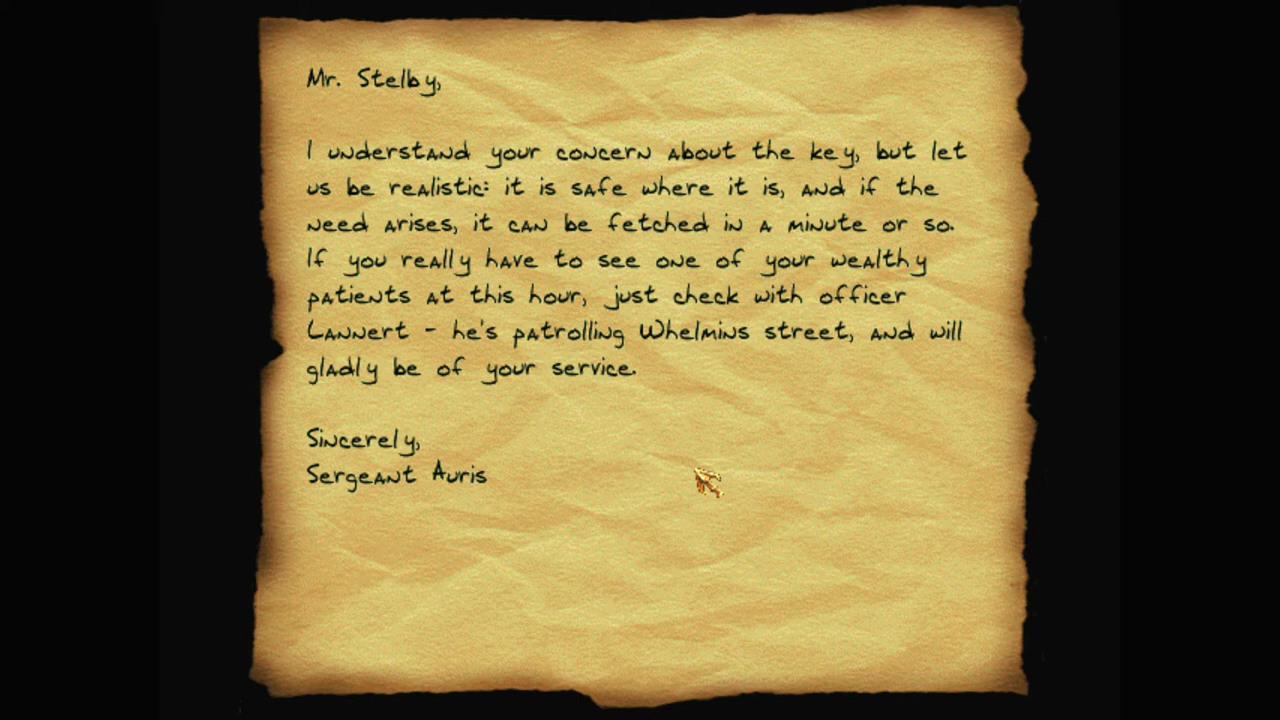 Mr. Stelby,
I understand your concern about the key, but let
us be realistic: it is safe where it is, and if the
need arises, it can be fetched in a minute or so.
If you really have to see one of your wealthy
patients at this hour, just check with officer
Lannert - he's patrolling Whelmins street, and will
gladly be of your service.
Sincerely,
Sergeant Auris